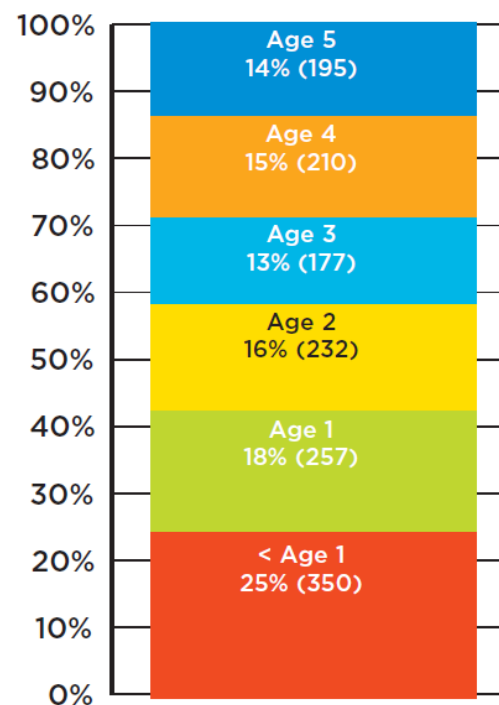 100%
90%
80%
70%
60%
50%
40%
30%
20%
10%
0%
Age 5
14% (195)
Age 4
15% (210)
Age 3
13% (177)
Age 2
16% (232)
Age 1
18% (257)
< Age 1
25% (350)